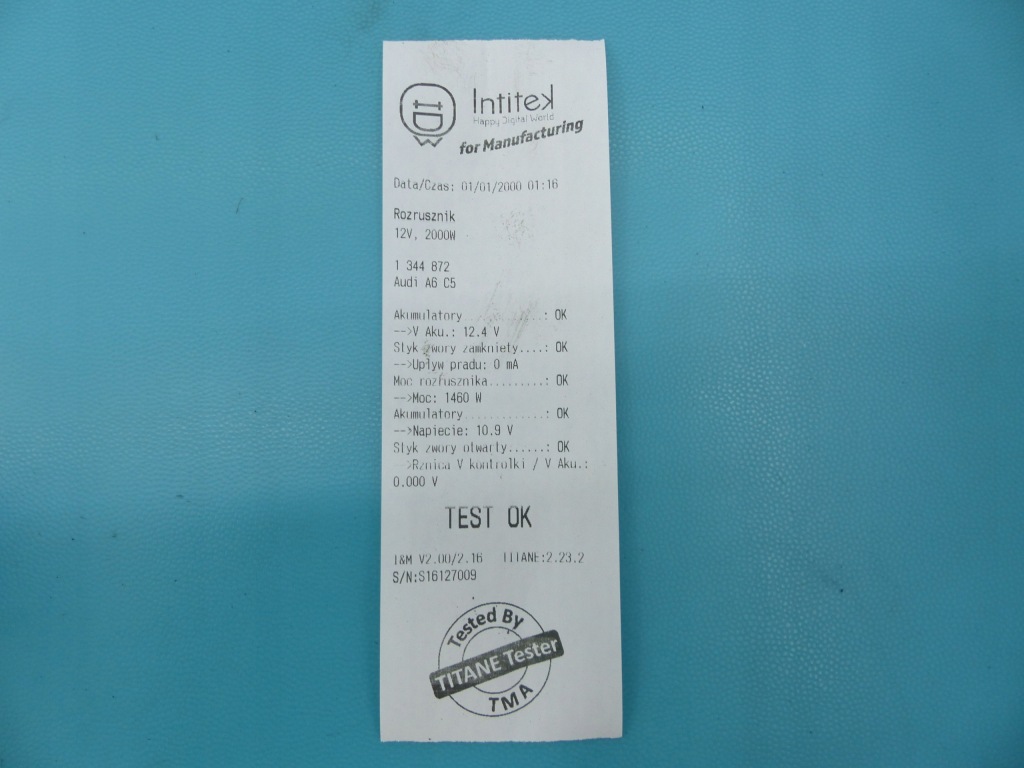 Intitek
Happy Digital World
for Manufacturing
Data/Czas: 01/01/2000 01:16
Rozrusznik
12V, 2000W
1 344 872
Audi A6 C5
Akumulatory.............: OK
-->V Aku.: 12.4 V
Styk zwory zamkniety....: OK
-->Uplyw pradu: 0 mA
Moc rozrusznika.........: OK
-->Moc: 1460 W
Akumulatory.............: OK
-->Napiecie: 10.9 V
Styk zwory otwarty......: OK
-->Rznica V kontrolki / V Aku.:
0.000 V
TEST OK
I&M V2.00/2.16 TITANE:2.23.2
S/N:S16127009
Tested By
TITANE Tester
TMA